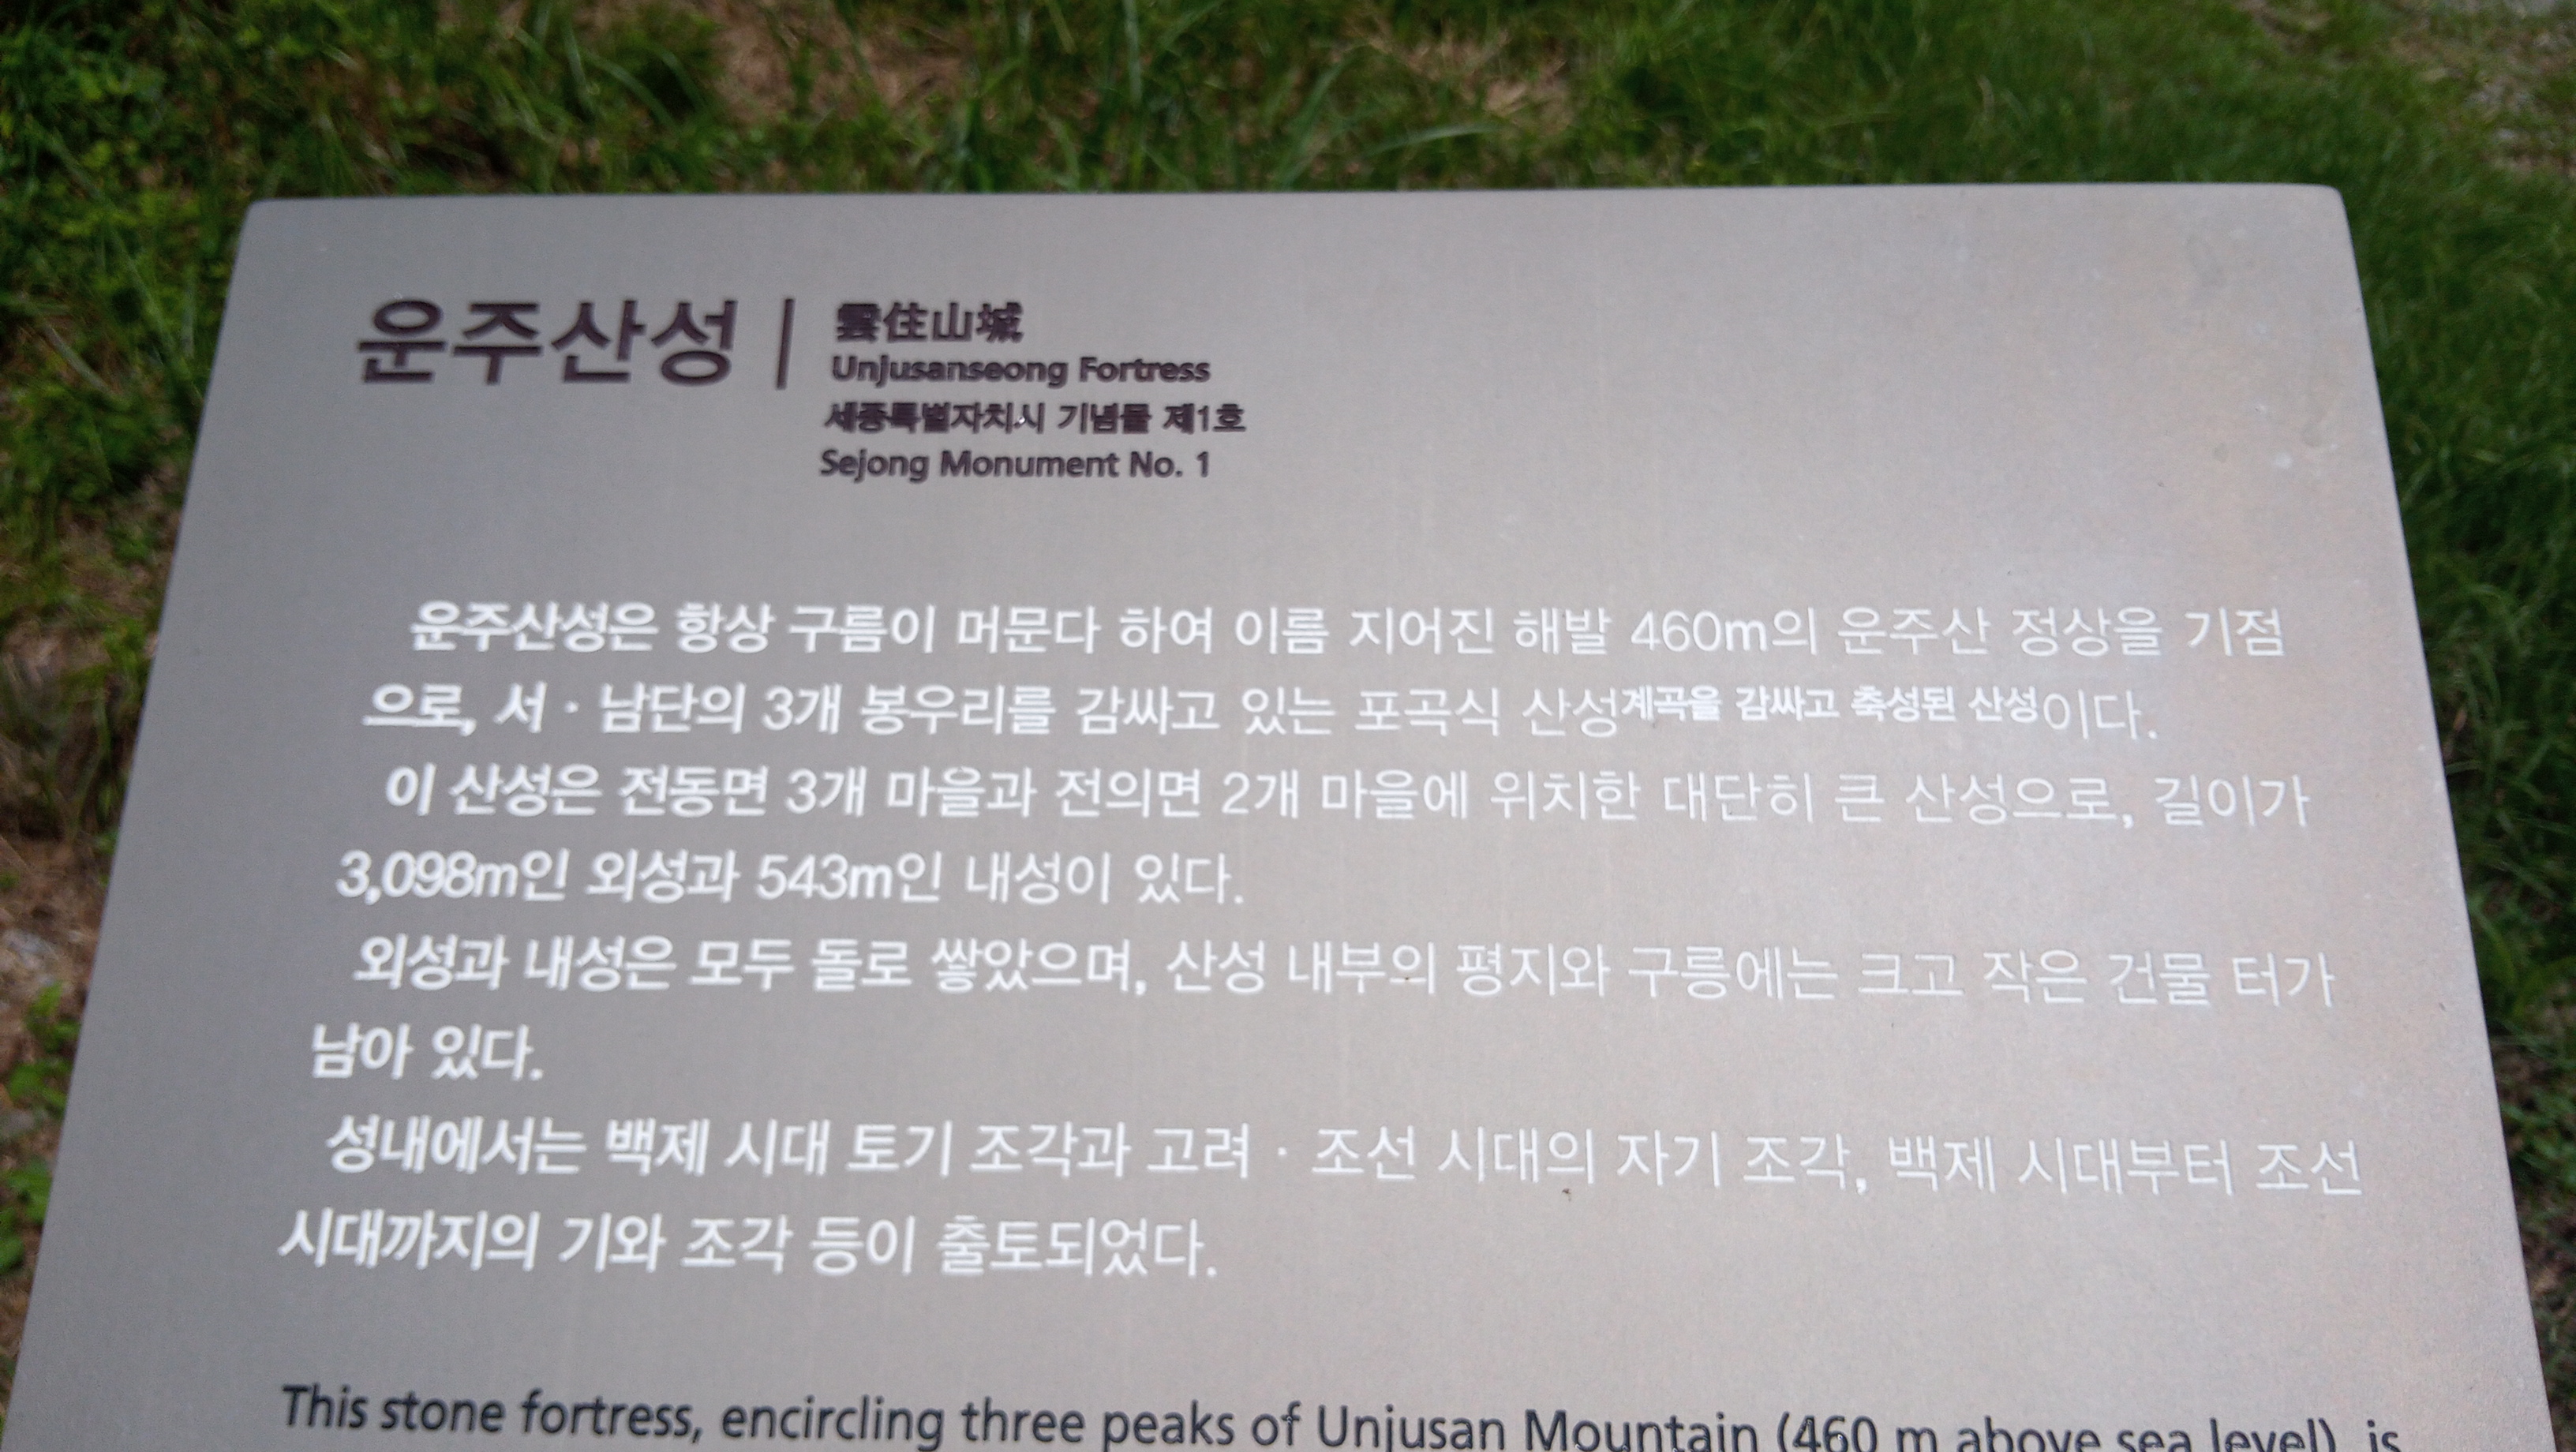 운주산성 | 雲住山城
Unjusanseong Fortress
세종특별자치시 기념물 제1호
Sejong Monument No. 1
운주산성은 항상 구름이 머문다 하여 이름 지어진 해발 460m의 운주산 정상을 기점
으로, 서·남단의 3개 봉우리를 감싸고 있는 포곡식 산성계곡을 감싸고 축성된 산성이다.
이 산성은 전동면 3개 마을과 전의면 2개 마을에 위치한 대단히 큰 산성으로, 길이가
3,098m인 외성과 543m인 내성이 있다.
외성과 내성은 모두 돌로 쌓았으며, 산성 내부의 평지와 구릉에는 크고 작은 건물 터가
남아 있다.
성내에서는 백제 시대 토기 조각과 고려·조선 시대의 자기 조각, 백제 시대부터 조선
시대까지의 기와 조각 등이 출토되었다.
This stone fortress, encircling three peaks of Unjusan Mountain (460 m above sea level), is